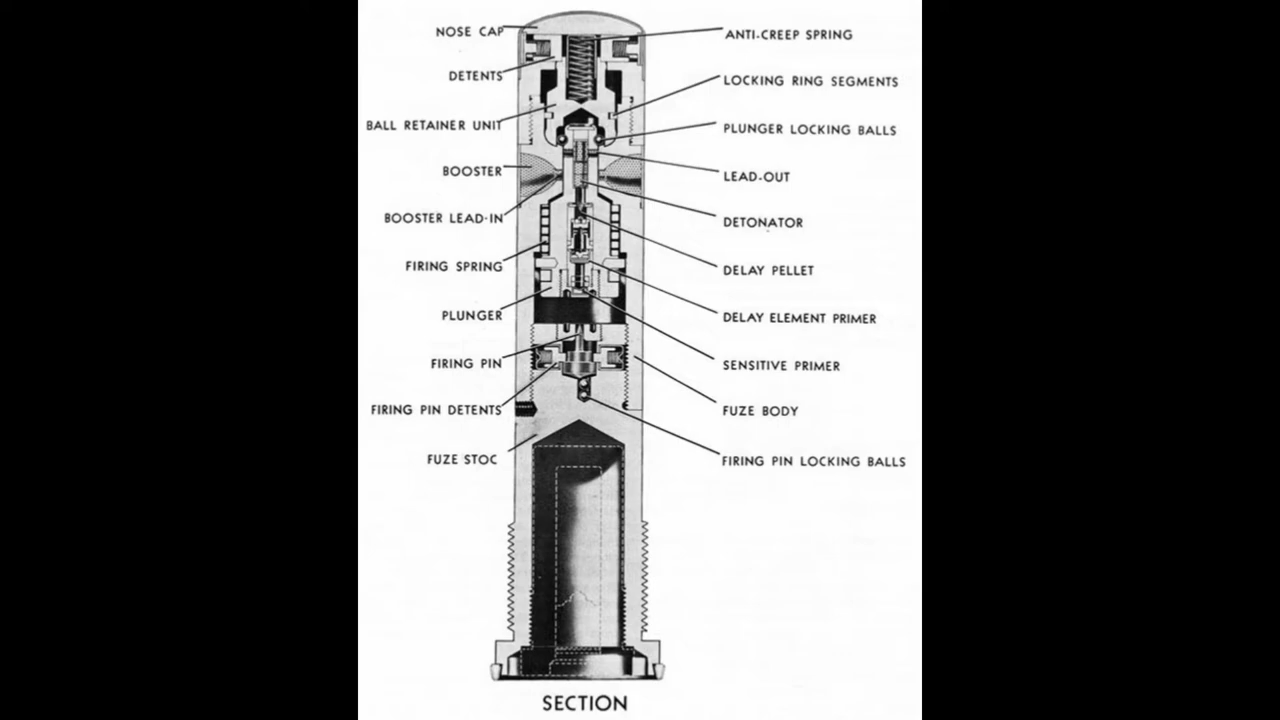 NOSE CAP
ANTI-CREEP SPRING
DETENTS
LOCKING RING SEGMENTS
BALL RETAINER UNIT
PLUNGER LOCKING BALLS
BOOSTER
LEAD-OUT
BOOSTER LEAD-IN
DETONATOR
FIRING SPRING
DELAY PELLET
PLUNGER
DELAY ELEMENT PRIMER
FIRING PIN
SENSITIVE PRIMER
FIRING PIN DETENTS
FUZE BODY
FUZE STOC
FIRING PIN LOCKING BALLS
SECTION